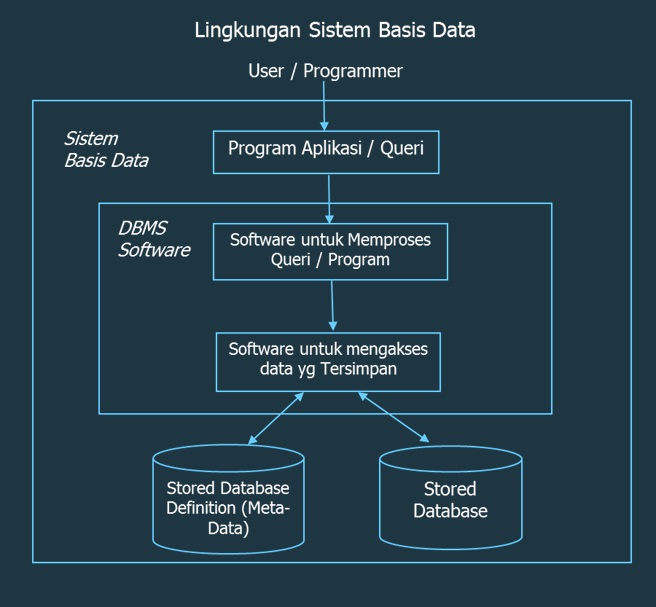 Lingkungan Sistem Basis Data
User / Programmer
Sistem
Basis Data
Program Aplikasi / Queri
DBMS
Software
Software untuk Memproses
Queri / Program
Software untuk mengakses
data yg Tersimpan
Stored Database
Definition (Meta-
Data)
Stored
Database